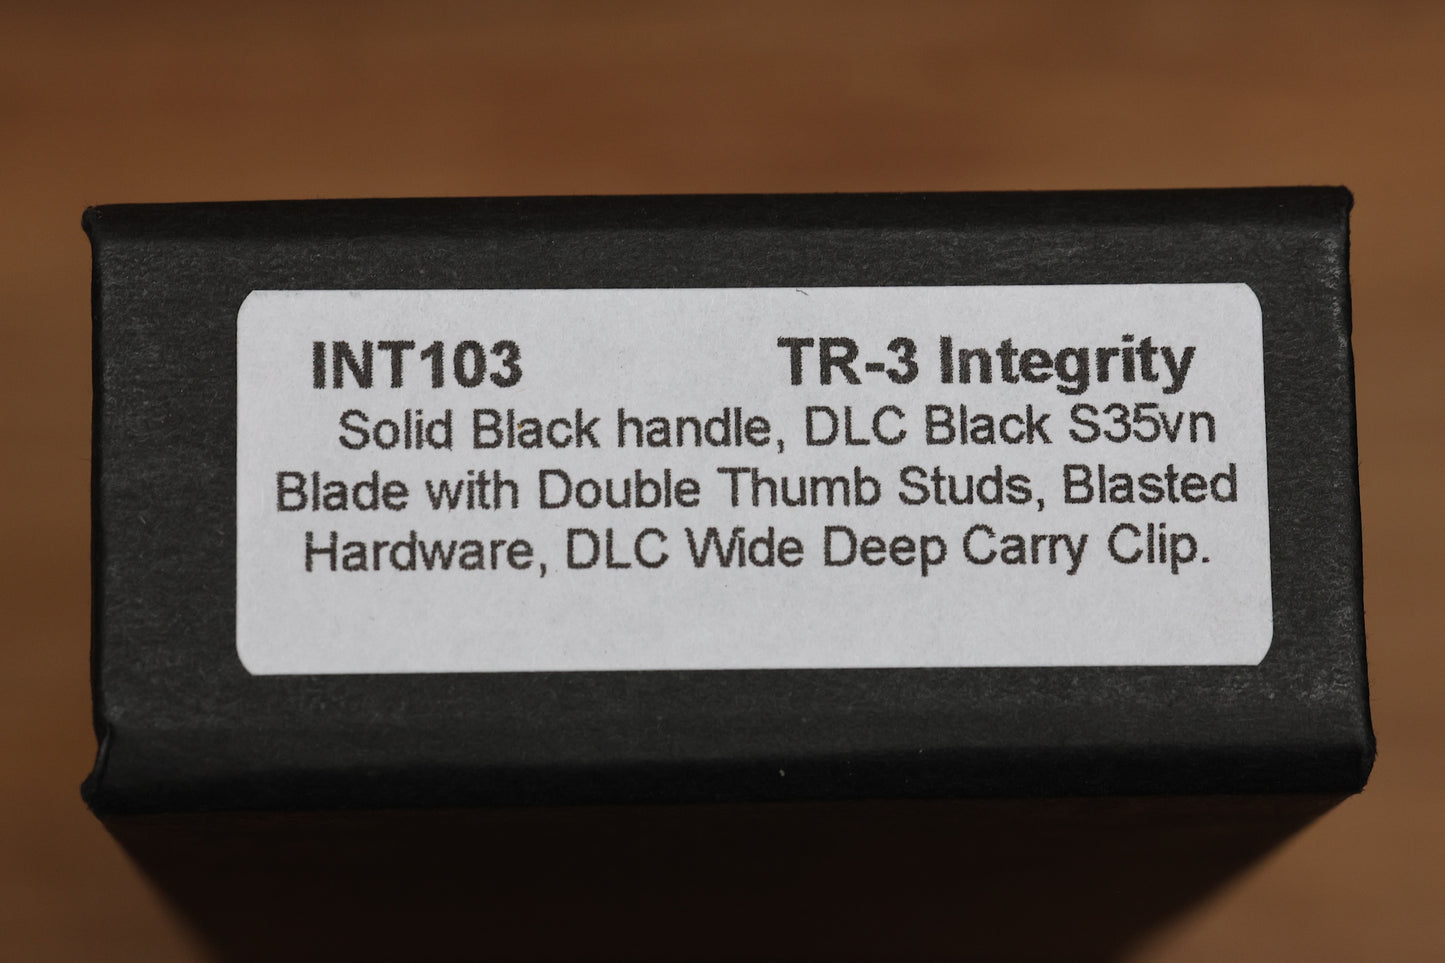 INT103 TR-3 Integrity
Solid Black handle, DLC Black S35vn
Blade with Double Thumb Studs, Blasted
Hardware, DLC Wide Deep Carry Clip.